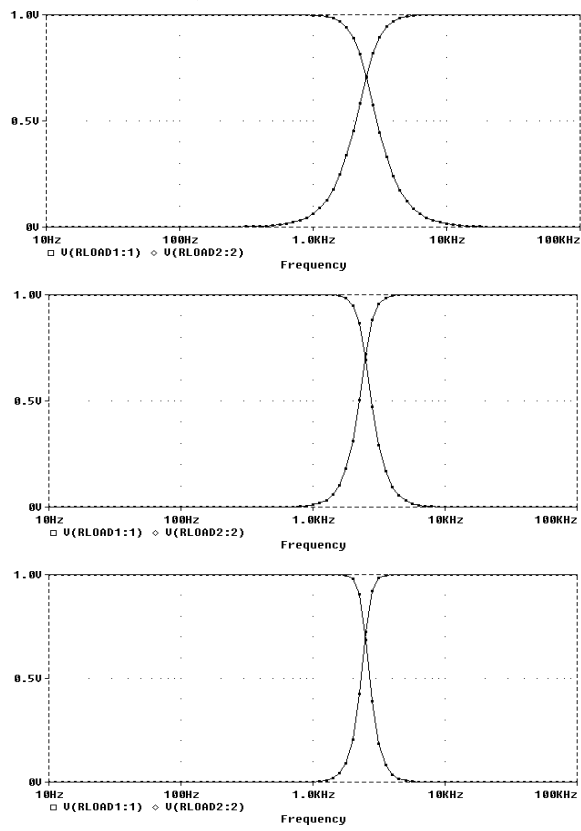 1.0V
0.5V
0V
10Hz 100Hz 1.0KHz 10KHz 100KHz
V(RLOAD1:1) V(RLOAD2:2)
Frequency
1.0V
0.5V
0V
10Hz 100Hz 1.0KHz 10KHz 100KHz
V(RLOAD1:1) V(RLOAD2:2)
Frequency
1.0V
0.5V
0V
10Hz 100Hz 1.0KHz 10KHz 100KHz
V(RLOAD1:1) V(RLOAD2:2)
Frequency